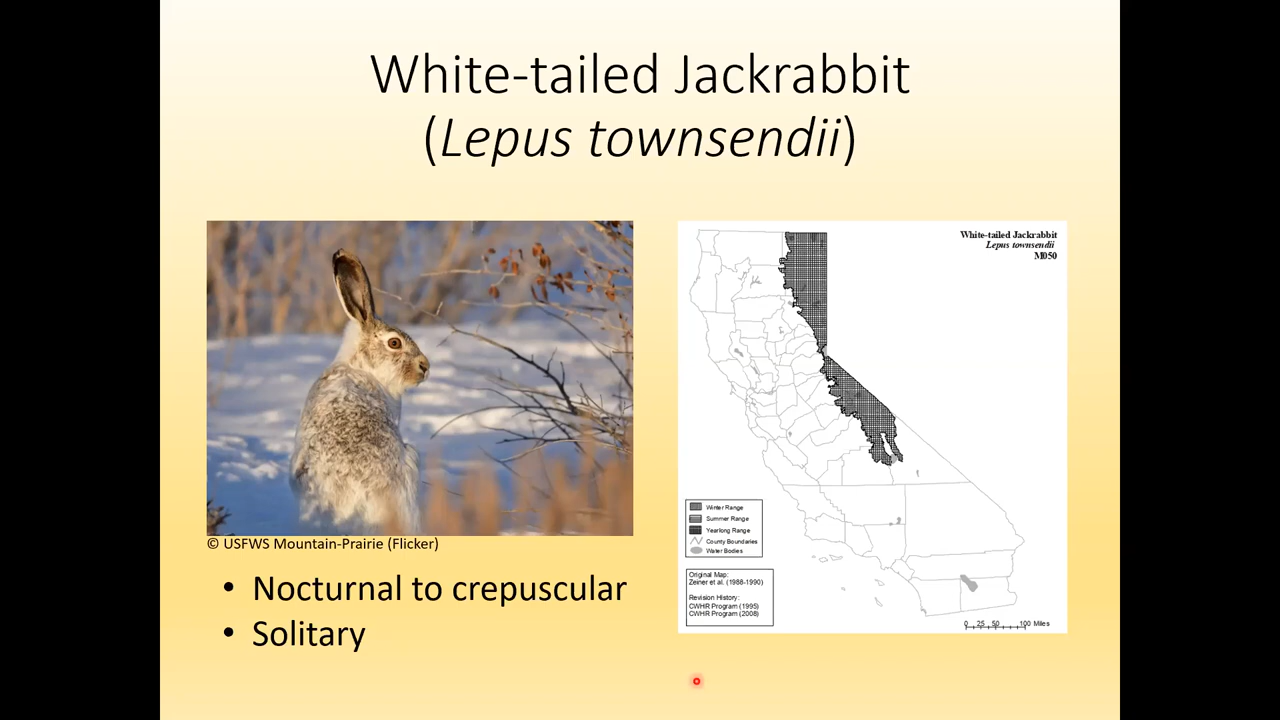 White-tailed Jackrabbit
(Lepus townsendii)
White-tailed Jackrabbit
Lepus townsendii
M050
Winter Range
Summer Range
Yearlong Range
County Boundaries
Water Bodies
Original Map:
Zeiner et al. (1988-1990)
Revision History:
CWHR Program (1995)
CWHR Program (2008)
0 25 50 100 Miles
© USFWS Mountain-Prairie (Flicker)
• Nocturnal to crepuscular
• Solitary